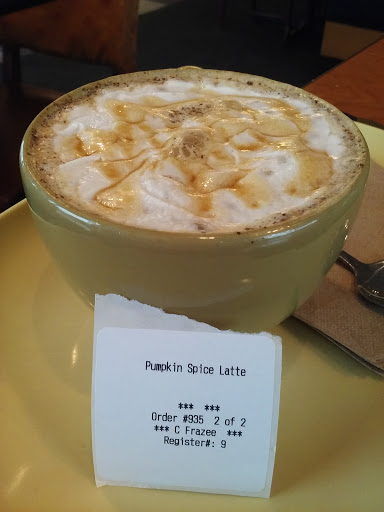 Pumpkin Spice Latte
*** ***
Order #935 2 of 2
*** C Frazee ***
Register#: 9